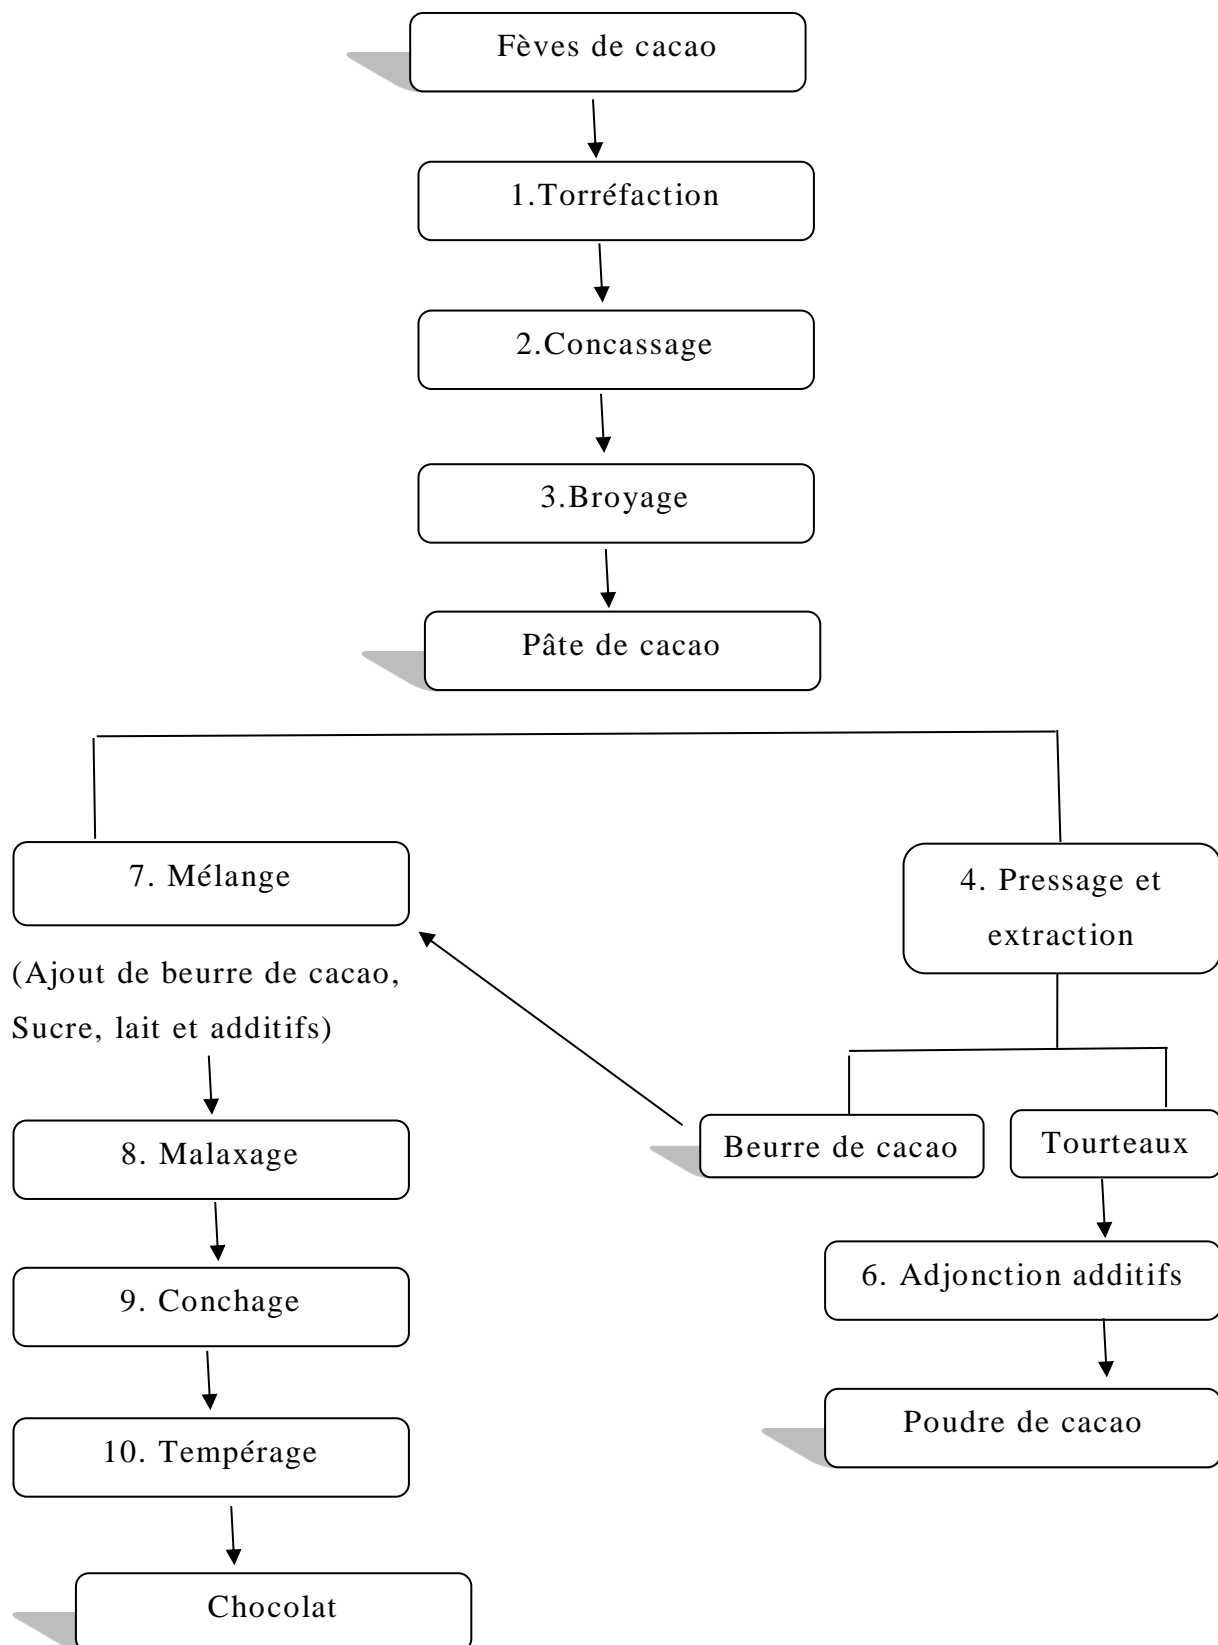 Fèves de cacao
1.Torréfaction
2.Concassage
3.Broyage
Pâte de cacao
7. Mélange
(Ajout de beurre de cacao,
Sucre, lait et additifs)
8. Malaxage
9. Conchage
10. Tempérage
Chocolat
4. Pressage et
extraction
Beurre de cacao
Tourteaux
6. Adjonction additifs
Poudre de cacao